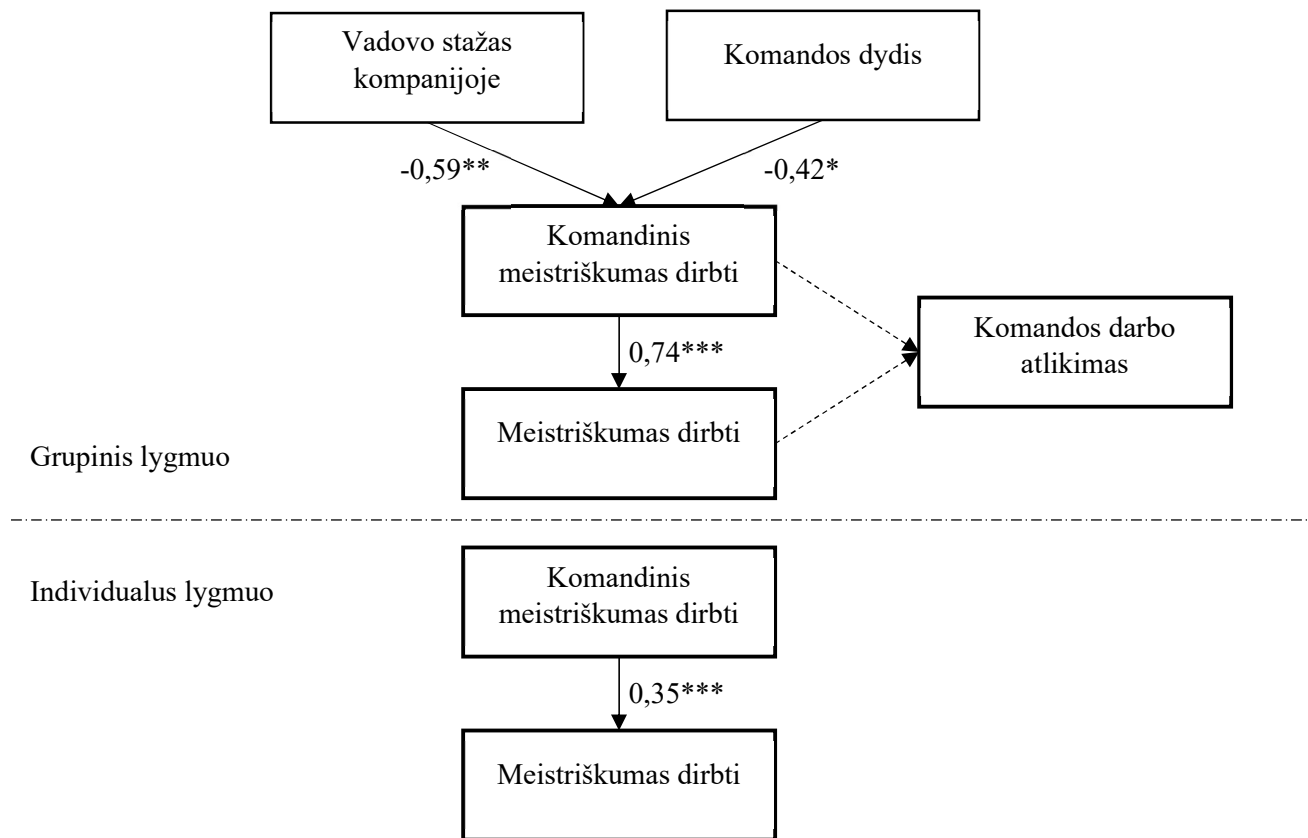 Vadovo stažas
kompanijoje
Komandos dydis
-0,59**
-0,42*
Komandinis
meistriškumas dirbti
Komandos darbo
atlikimas
0,74***
Meistriškumas dirbti
Grupinis lygmuo
Individualus lygmuo
Komandinis
meistriškumas dirbti
0,35***
Meistriškumas dirbti